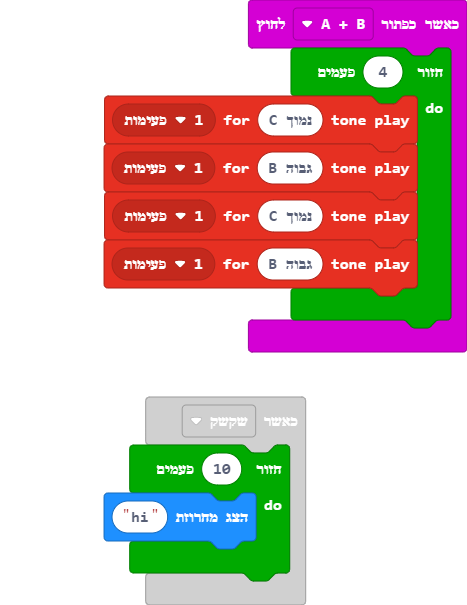 כאשר כפתור A + B לחוץ
חזור 4 פעמים
do
play tone נמוך C for 1 פעימות
play tone גבוה B for 1 פעימות
play tone נמוך C for 1 פעימות
play tone גבוה B for 1 פעימות
כאשר שקשק
חזור 10 פעמים
do
הצג מחרוזת "hi"